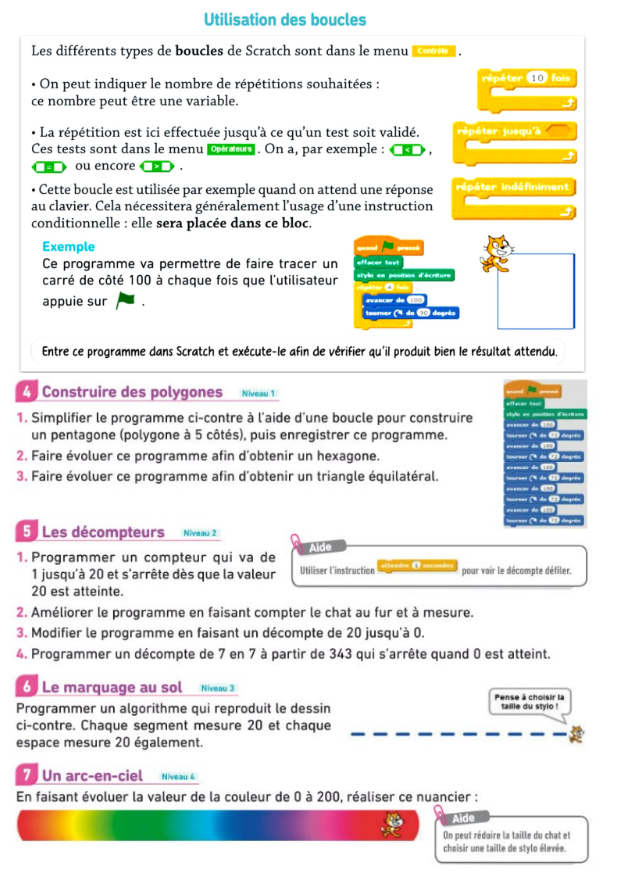 Utilisation des boucles
Les différents types de boucles de Scratch sont dans le menu Contrôle .
• On peut indiquer le nombre de répétitions souhaitées :
ce nombre peut être une variable.
répéter 10 fois
• La répétition est ici effectuée jusqu'à ce qu'un test soit validé.
Ces tests sont dans le menu Opérateurs . On a, par exemple : < ,
= ou encore > .
répéter jusqu'à
• Cette boucle est utilisée par exemple quand on attend une réponse
au clavier. Cela nécessitera généralement l'usage d'une instruction
conditionnelle : elle sera placée dans ce bloc.
répéter indéfiniment
Exemple
Ce programme va permettre de faire tracer un
carré de côté 100 à chaque fois que l'utilisateur
appuie sur .
quand pressé
effacer tout
stylo en position d'écriture
répéter 4 fois
avancer de 100
tourner de 90 degrés
Entre ce programme dans Scratch et exécute-le afin de vérifier qu'il produit bien le résultat attendu.
4 Construire des polygones Niveau 1
1. Simplifier le programme ci-contre à l'aide d'une boucle pour construire
un pentagone (polygone à 5 côtés), puis enregistrer ce programme.
2. Faire évoluer ce programme afin d'obtenir un hexagone.
3. Faire évoluer ce programme afin d'obtenir un triangle équilatéral.
quand pressé
effacer tout
stylo en position d'écriture
avancer de 100
tourner de 72 degrés
avancer de 100
tourner de 72 degrés
avancer de 100
tourner de 72 degrés
avancer de 100
tourner de 72 degrés
avancer de 100
tourner de 72 degrés
5 Les décompteurs Niveau 2
1. Programmer un compteur qui va de
1 jusqu'à 20 et s'arrête dès que la valeur
20 est atteinte.
Aide
Utiliser l'instruction attendre 1 secondes pour voir le décompte défiler.
2. Améliorer le programme en faisant compter le chat au fur et à mesure.
3. Modifier le programme en faisant un décompte de 20 jusqu'à 0.
4. Programmer un décompte de 7 en 7 à partir de 343 qui s'arrête quand 0 est atteint.
6 Le marquage au sol Niveau 3
Programmer un algorithme qui reproduit le dessin
ci-contre. Chaque segment mesure 20 et chaque
espace mesure 20 également.
Pense à choisir la
taille du stylo !
7 Un arc-en-ciel Niveau 4
En faisant évoluer la valeur de la couleur de 0 à 200, réaliser ce nuancier :
Aide
On peut réduire la taille du chat et
choisir une taille de stylo élevée.